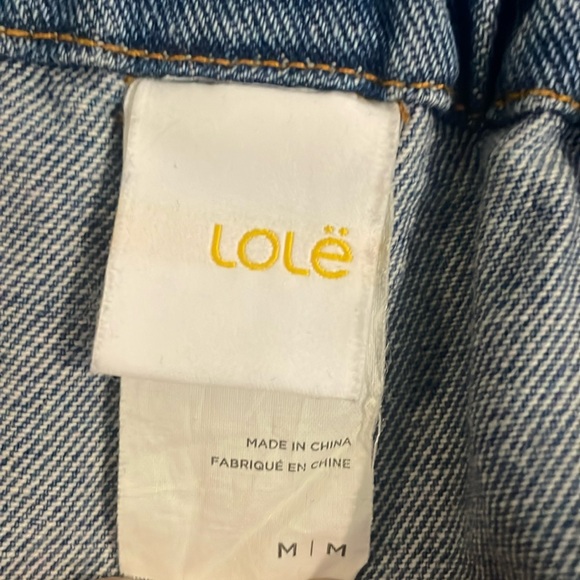 Lolë
MADE IN CHINA
FABRIQUÉ EN CHINE
M | M